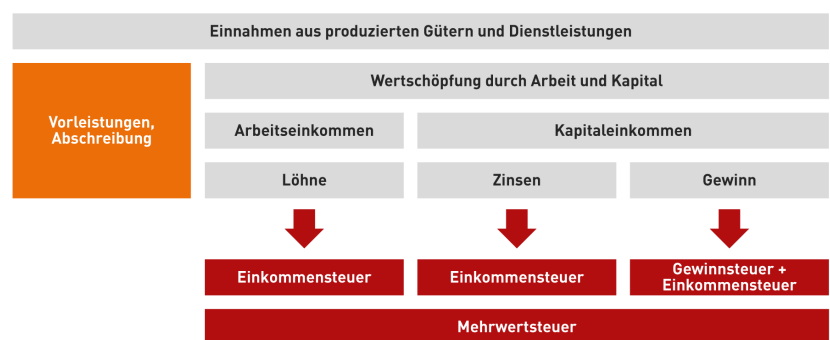 Einnahmen aus produzierten Gütern und Dienstleistungen
Vorleistungen,
Abschreibung
Wertschöpfung durch Arbeit und Kapital
Arbeitseinkommen
Kapitaleinkommen
Löhne
Zinsen
Gewinn
Einkommensteuer
Einkommensteuer
Gewinnsteuer +
Einkommensteuer
Mehrwertsteuer